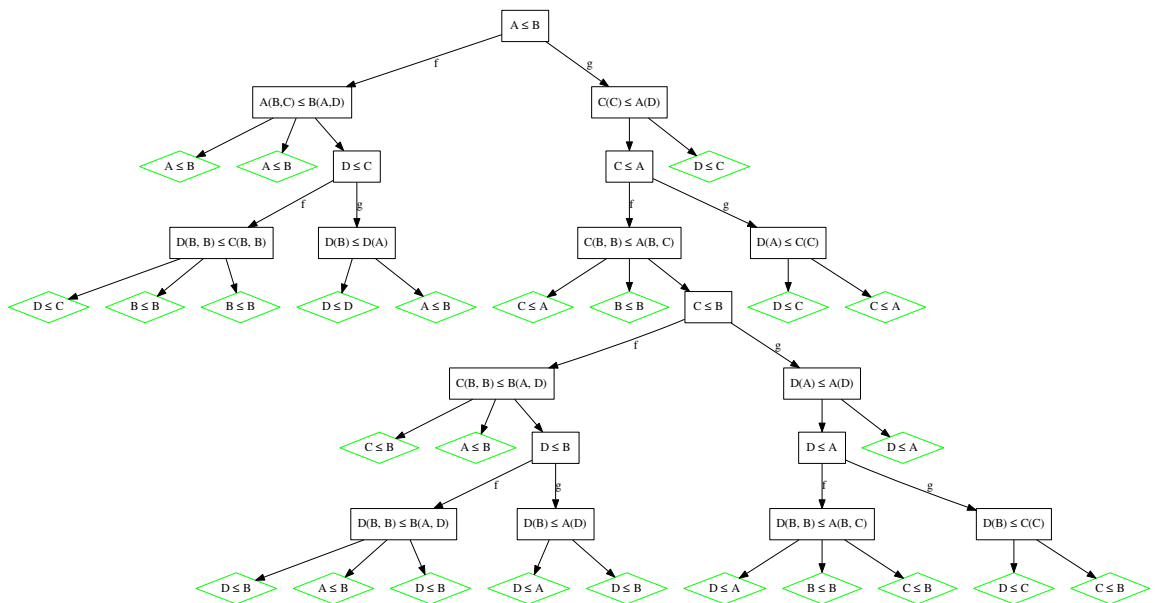 A ≤ B
f
g
A(B,C) ≤ B(A,D)
C(C) ≤ A(D)
A ≤ B
A ≤ B
D ≤ C
C ≤ A
D ≤ C
f
g
f
g
D(B, B) ≤ C(B, B)
D(B) ≤ D(A)
C(B, B) ≤ A(B, C)
D(A) ≤ C(C)
D ≤ C
B ≤ B
B ≤ B
D ≤ D
A ≤ B
C ≤ A
B ≤ B
C ≤ B
D ≤ C
C ≤ A
f
g
C(B, B) ≤ B(A, D)
D(A) ≤ A(D)
C ≤ B
A ≤ B
D ≤ B
D ≤ A
D ≤ A
f
g
f
g
D(B, B) ≤ B(A, D)
D(B) ≤ A(D)
D(B, B) ≤ A(B, C)
D(B) ≤ C(C)
D ≤ B
A ≤ B
D ≤ B
D ≤ A
D ≤ B
D ≤ A
B ≤ B
C ≤ B
D ≤ C
C ≤ B